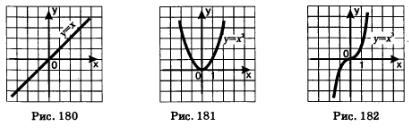 y
y=x
0
x
Рис. 180
y
y=x²
0 1
x
Рис. 181
y
y=x³
0 1
x
Рис. 182